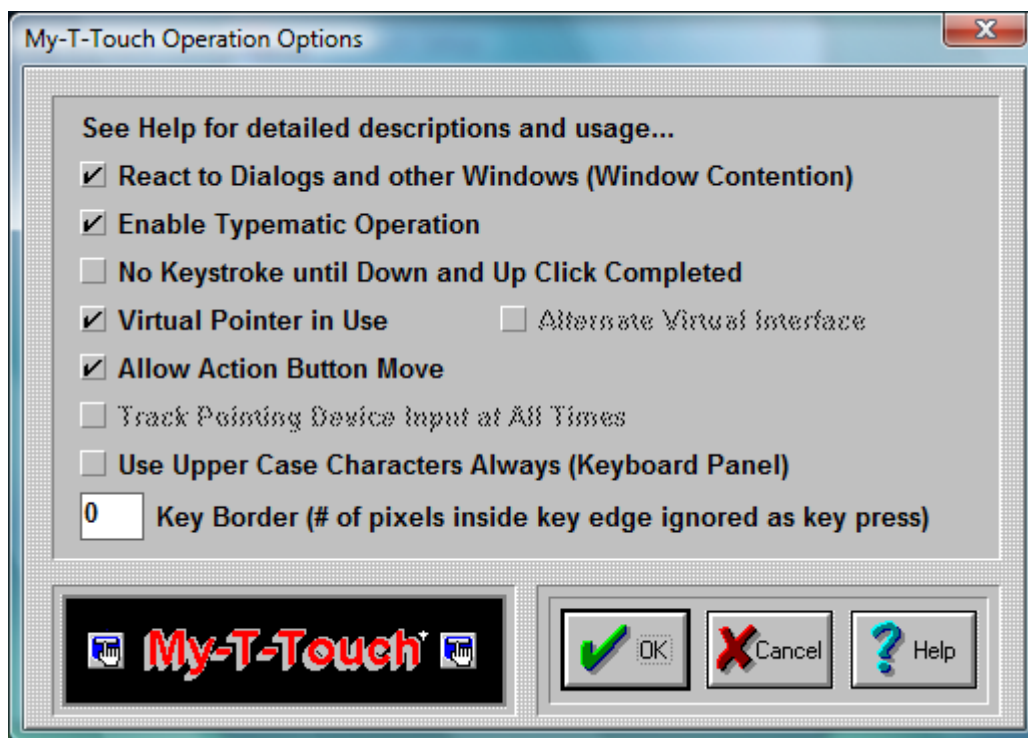 My-T-Touch Operation Options
See Help for detailed descriptions and usage...
React to Dialogs and other Windows (Window Contention)
Enable Typematic Operation
No Keystroke until Down and Up Click Completed
Virtual Pointer in Use Alternate Virtual Interface
Allow Action Button Move
Track Pointing Device Input at All Times
Use Upper Case Characters Always (Keyboard Panel)
0 Key Border (# of pixels inside key edge ignored as key press)
My-T-Touch OK Cancel Help